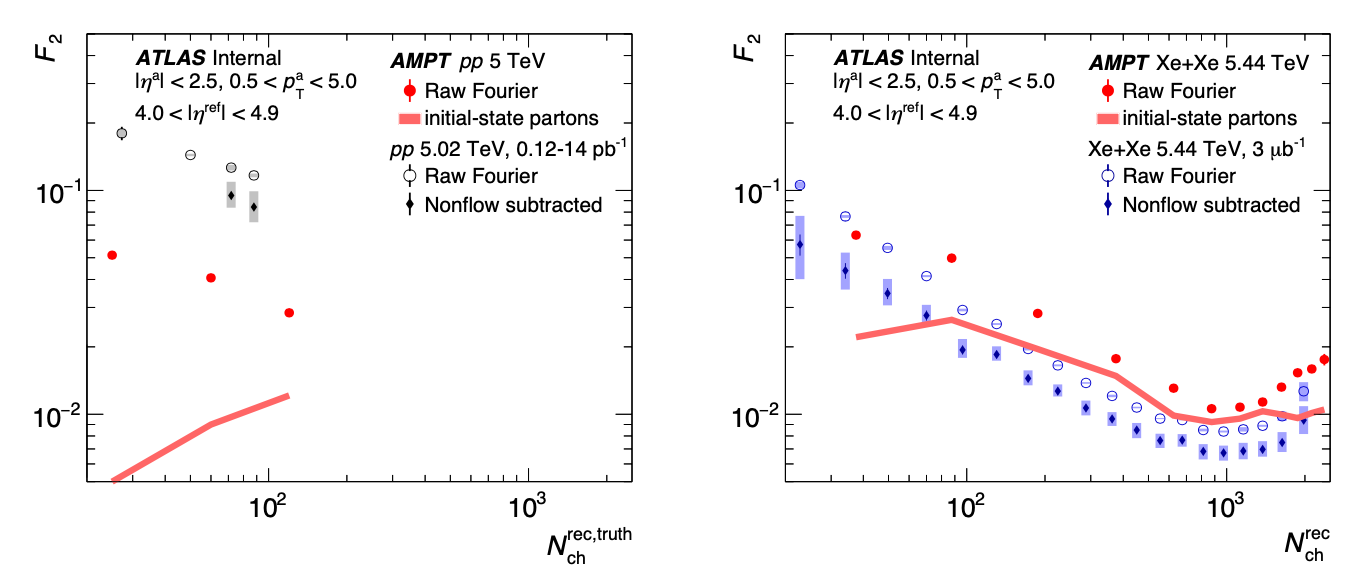 F₂
ATLAS Internal
|ηᵃ| < 2.5, 0.5 < pᵀᵃ < 5.0
4.0 < |ηʳᵉᶠ| < 4.9
AMPT pp 5 TeV
Raw Fourier
initial-state partons
pp 5.02 TeV, 0.12-14 pb⁻¹
Raw Fourier
Nonflow subtracted
10⁻¹
10⁻²
10²
10³
N_ch^rec,truth
F₂
ATLAS Internal
|ηᵃ| < 2.5, 0.5 < pᵀᵃ < 5.0
4.0 < |ηʳᵉᶠ| < 4.9
AMPT Xe+Xe 5.44 TeV
Raw Fourier
initial-state partons
Xe+Xe 5.44 TeV, 3 μb⁻¹
Raw Fourier
Nonflow subtracted
10⁻¹
10⁻²
10²
10³
N_ch^rec